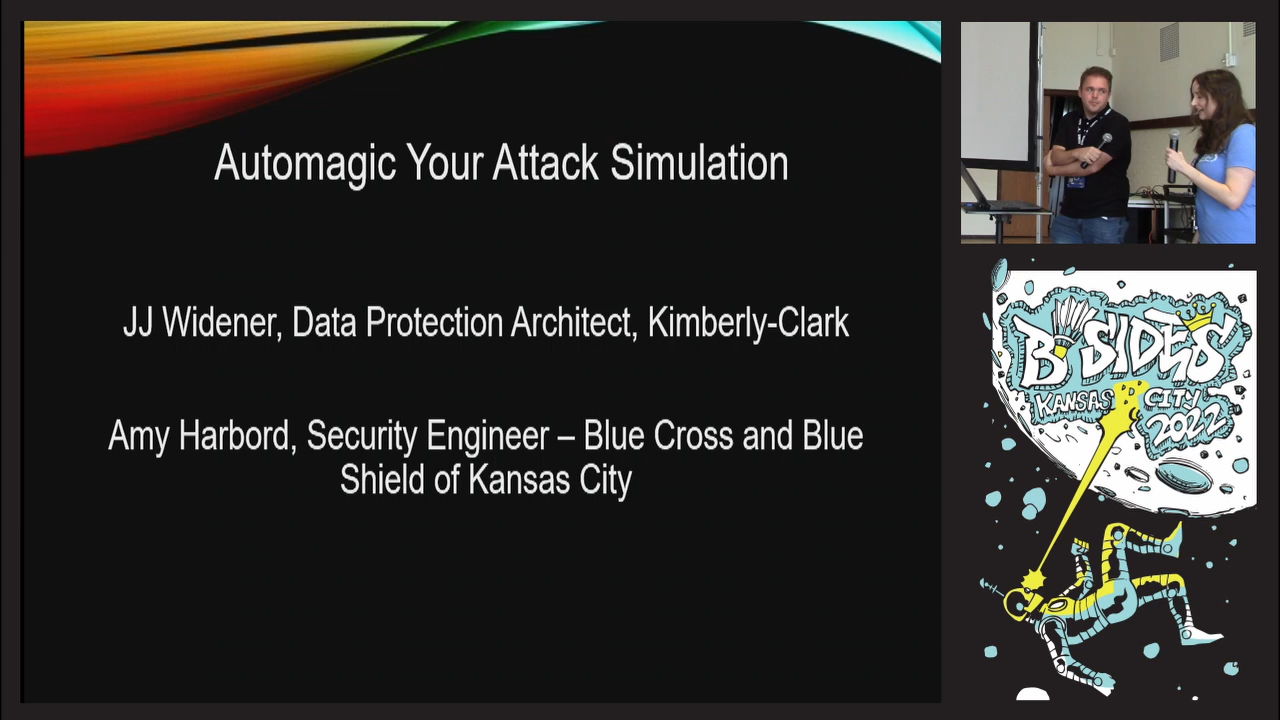 Automagic Your Attack Simulation
JJ Widener, Data Protection Architect, Kimberly-Clark
Amy Harbord, Security Engineer – Blue Cross and Blue
Shield of Kansas City
B SIDES
KANSAS CITY
2022